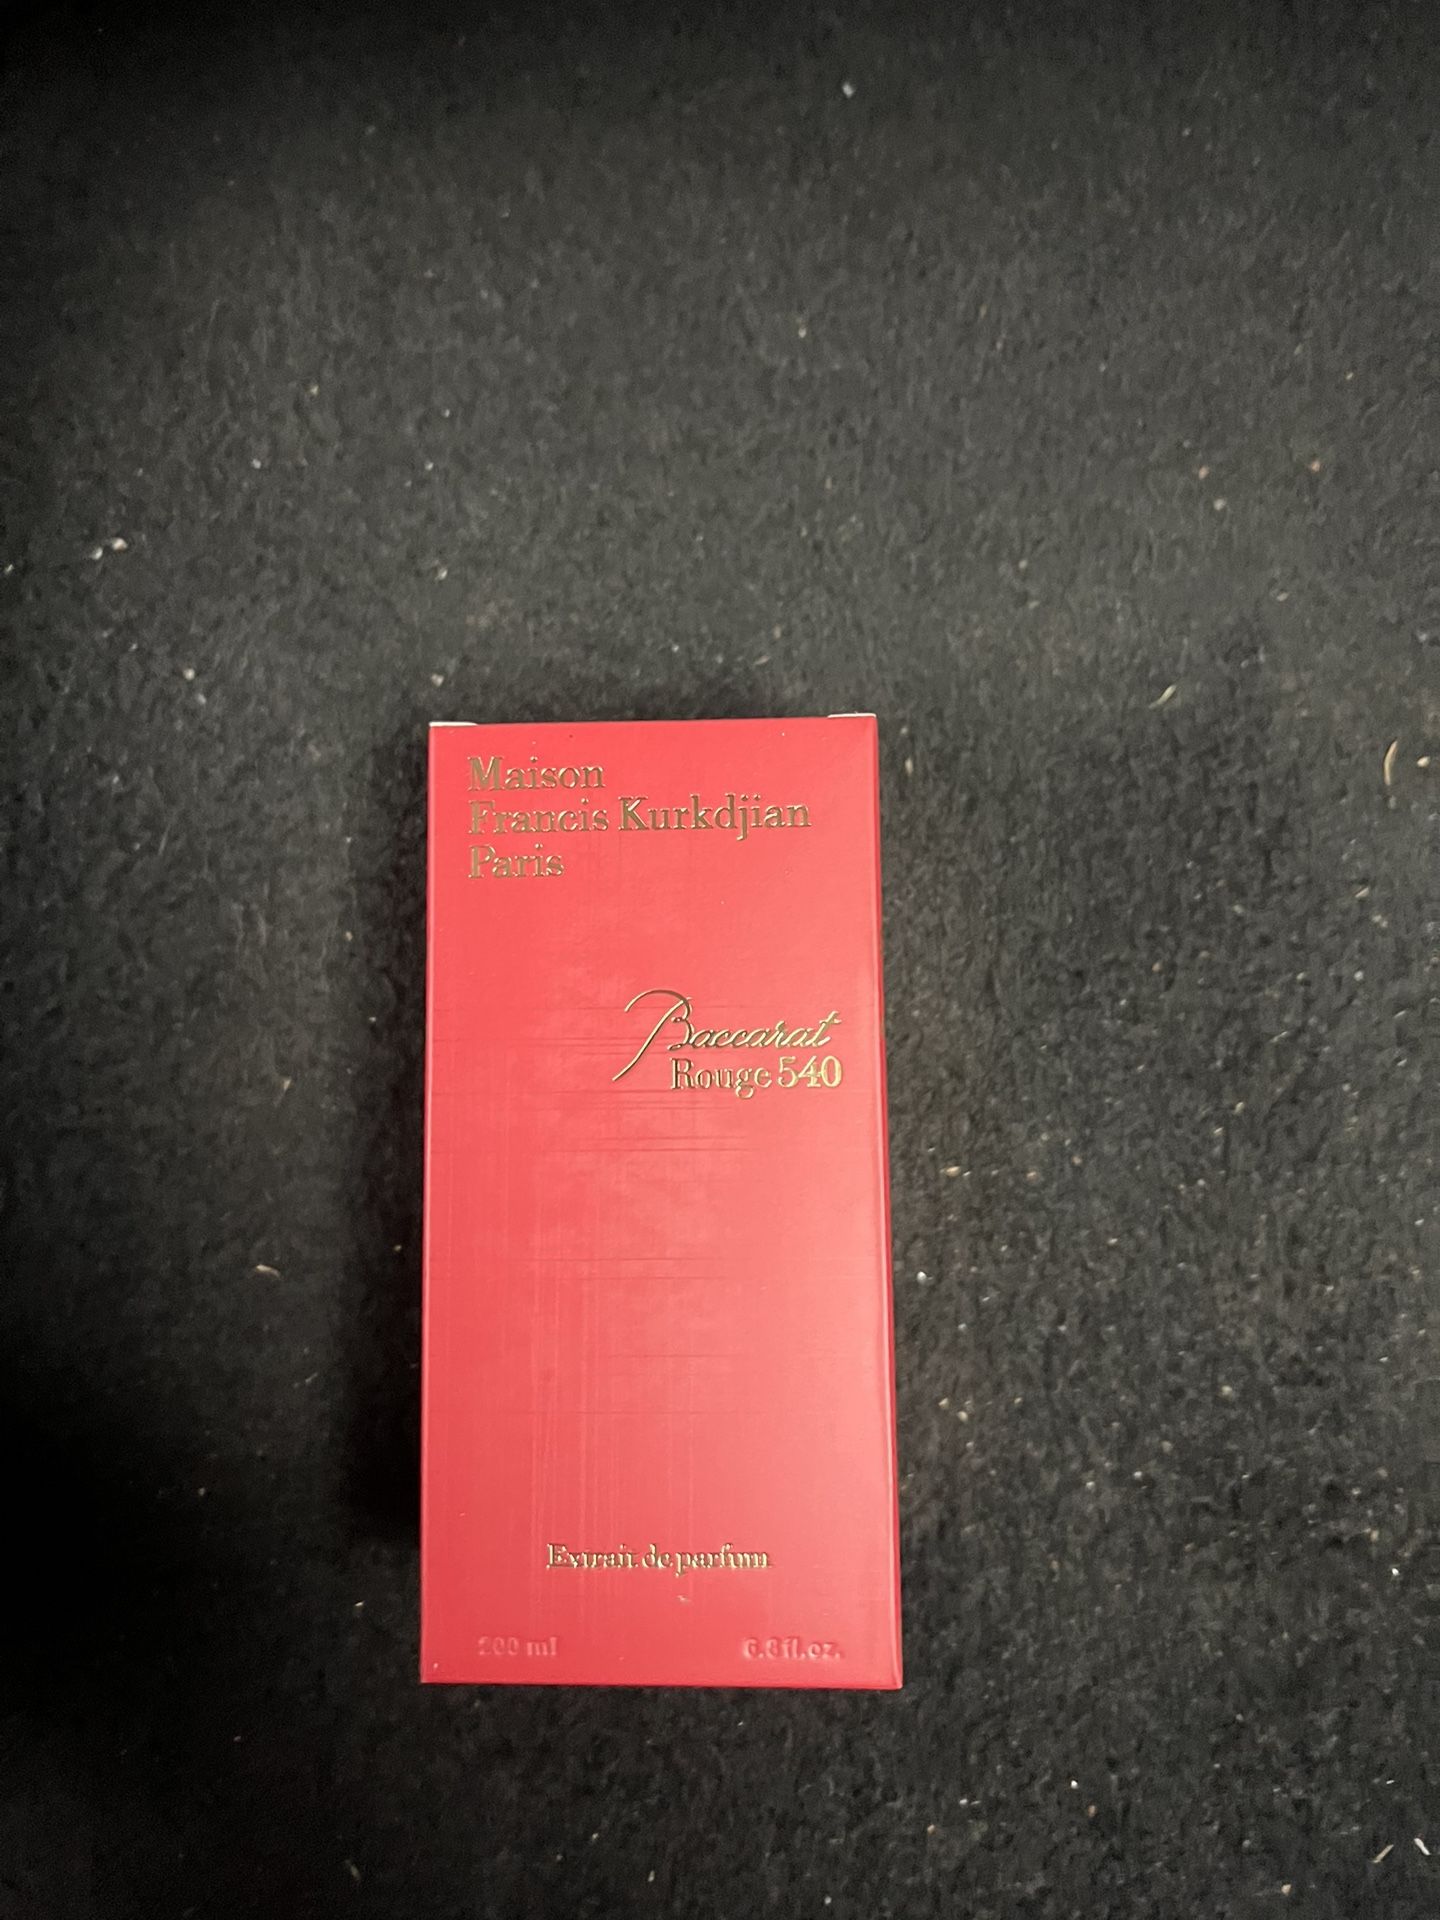 Maison
Francis Kurkdjian
Paris
Baccarat
Rouge 540
Extrait de parfum
200 ml 6.8 fl.oz.